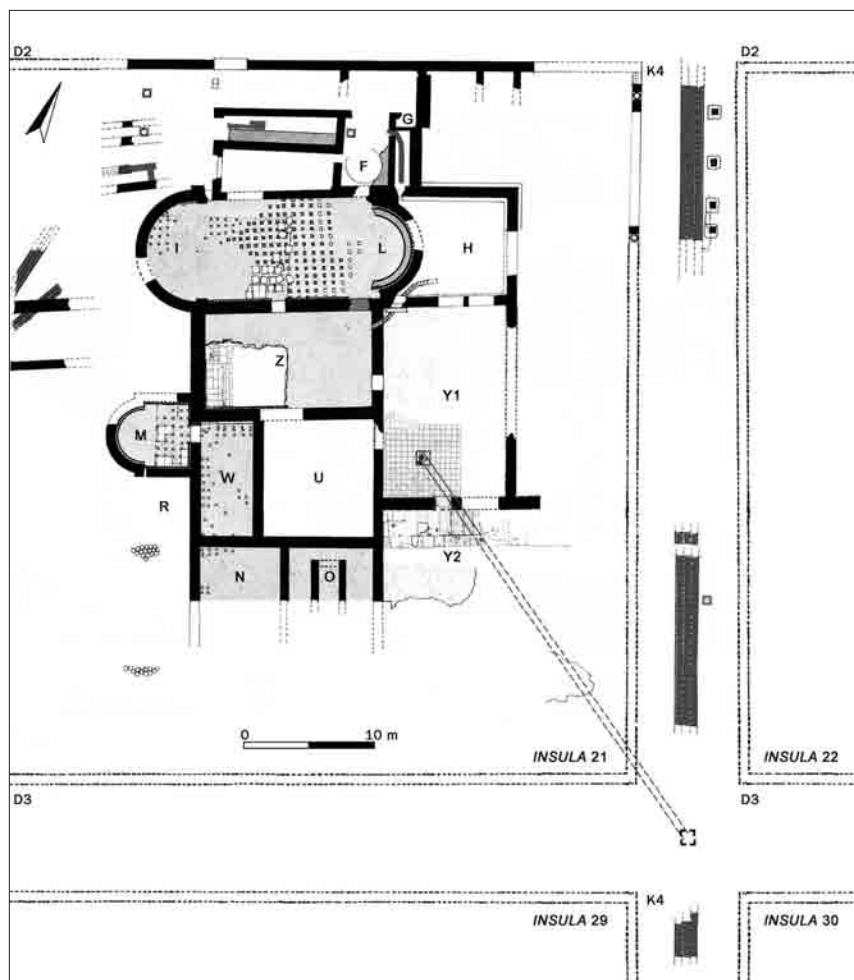 D2
K4
D2
G
F
I
L
H
Z
Y1
M
W
U
R
Y2
N
O
0 10 m
INSULA 21
INSULA 22
D3
D3
K4
INSULA 29
INSULA 30